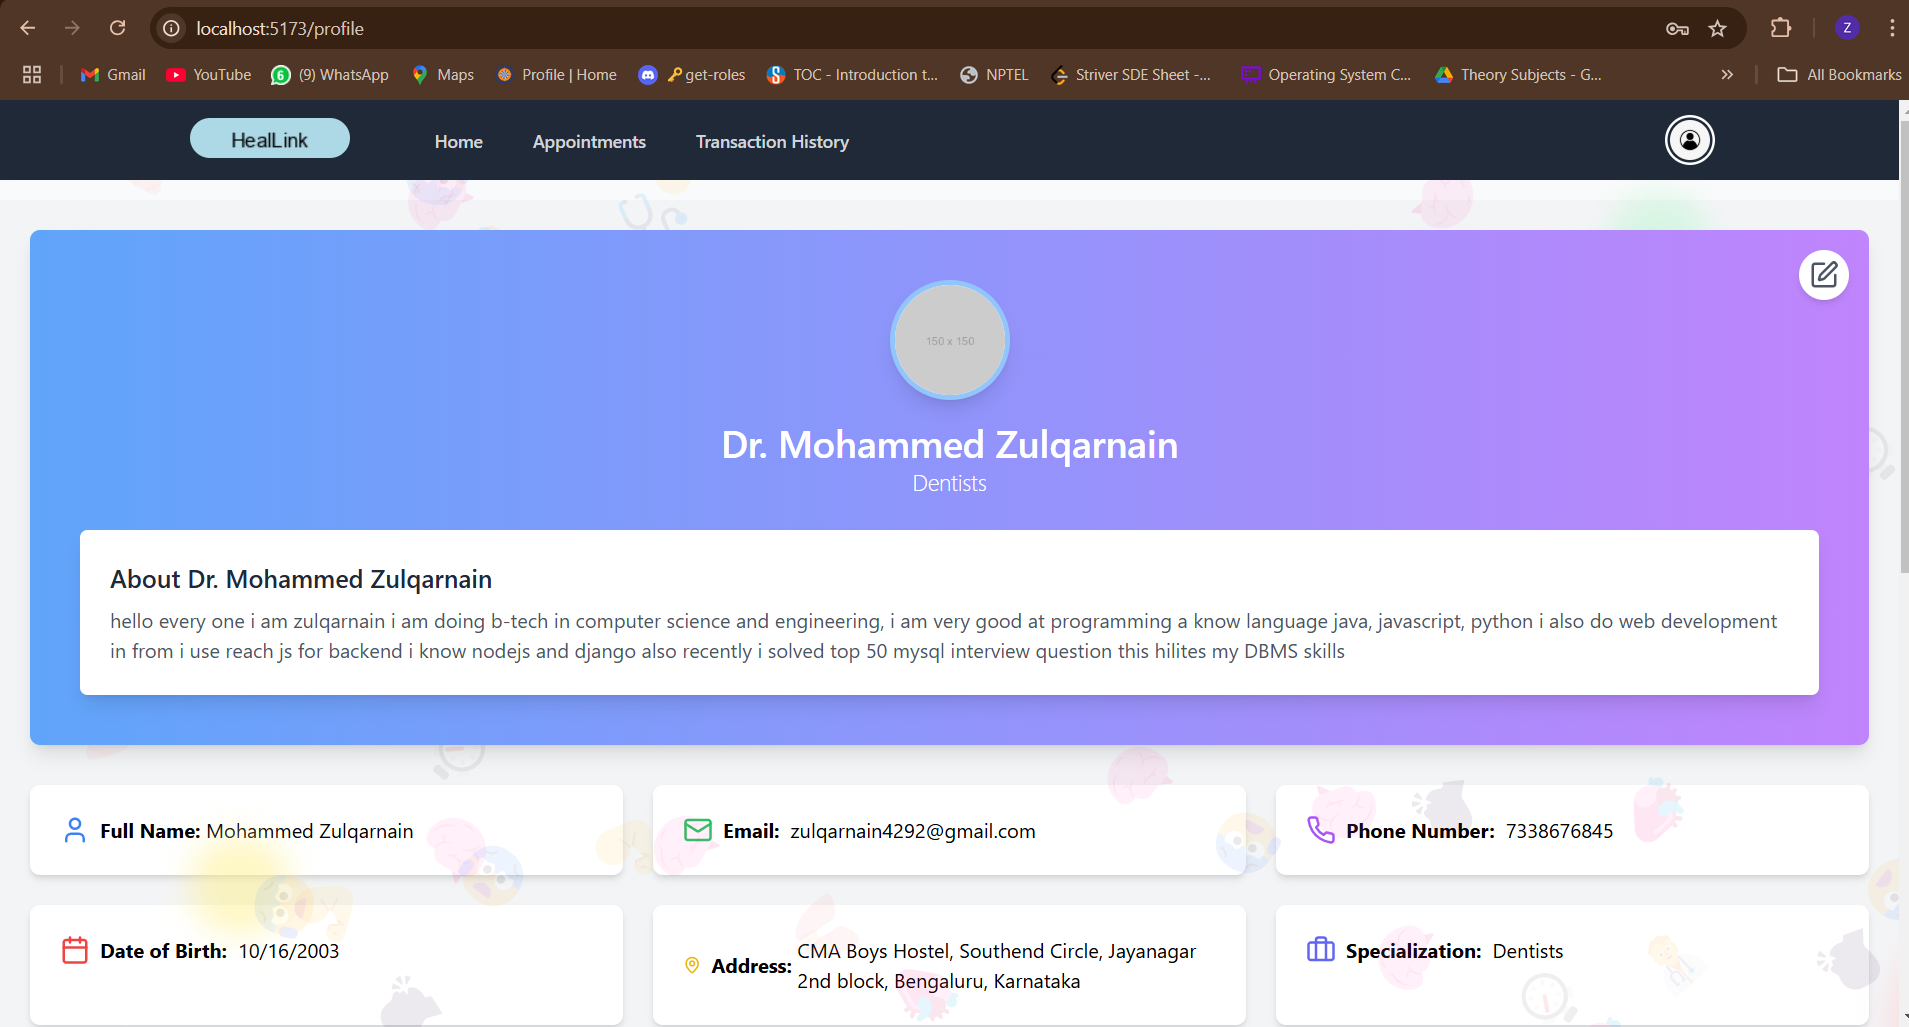 localhost:5173/profile
Z
Gmail
YouTube
6
(9) WhatsApp
Maps
Profile | Home
get-roles
TOC - Introduction t...
NPTEL
Striver SDE Sheet -...
Operating System C...
Theory Subjects - G...
»
All Bookmarks
HealLink
Home
Appointments
Transaction History
150 x 150
Dr. Mohammed Zulqarnain
Dentists
About Dr. Mohammed Zulqarnain
hello every one i am zulqarnain i am doing b-tech in computer science and engineering, i am very good at programming a know language java, javascript, python i also do web development
in from i use reach js for backend i know nodejs and django also recently i solved top 50 mysql interview question this hilites my DBMS skills
Full Name: Mohammed Zulqarnain
Email: zulqarnain4292@gmail.com
Phone Number: 7338676845
Date of Birth: 10/16/2003
Address: CMA Boys Hostel, Southend Circle, Jayanagar
2nd block, Bengaluru, Karnataka
Specialization: Dentists